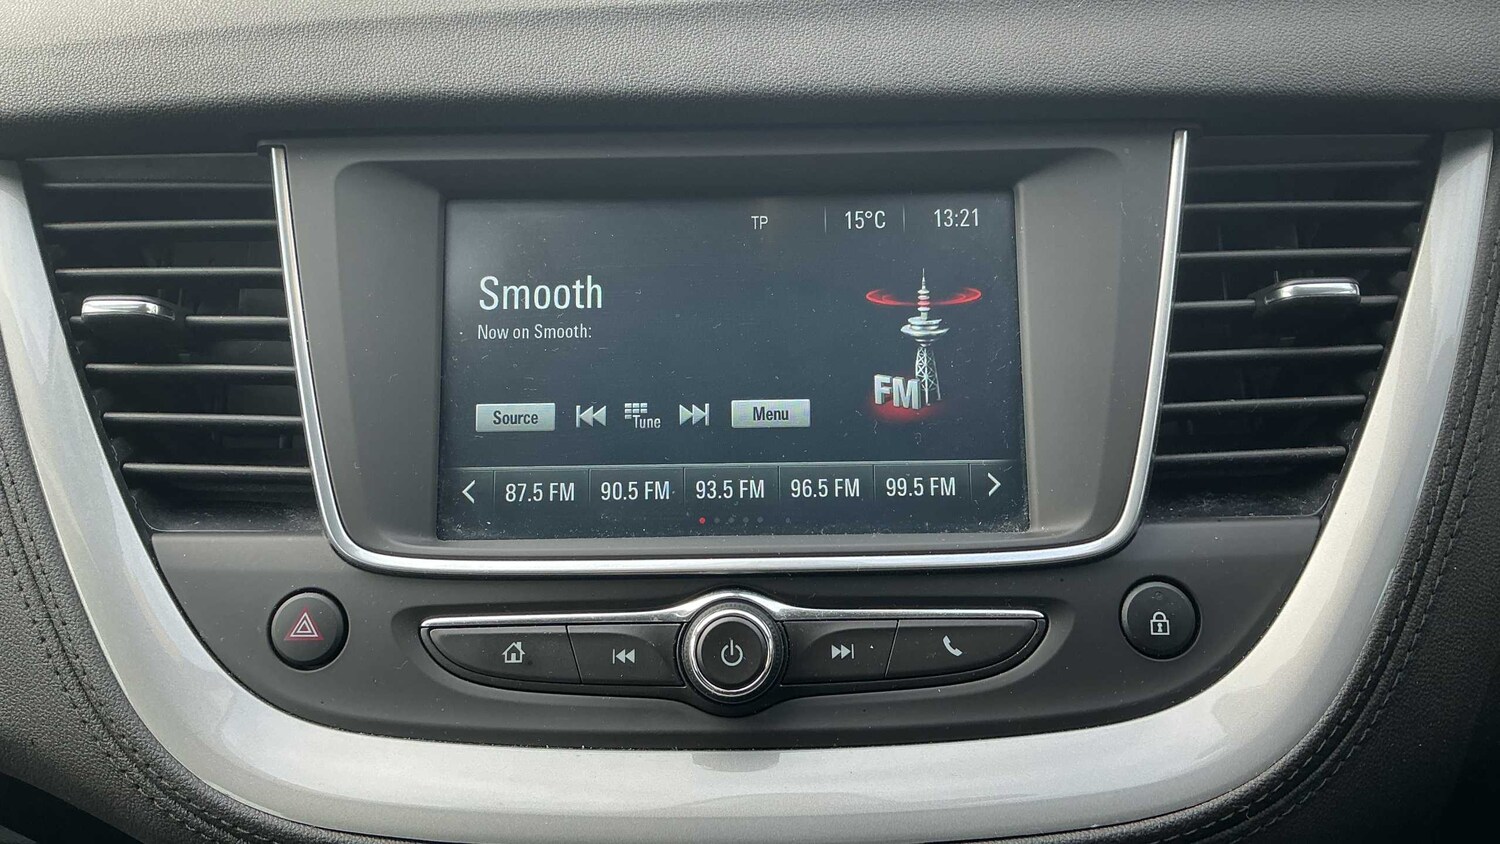 TP 15°C 13:21
Smooth
Now on Smooth:
FM
Source Tune Menu
87.5 FM 90.5 FM 93.5 FM 96.5 FM 99.5 FM